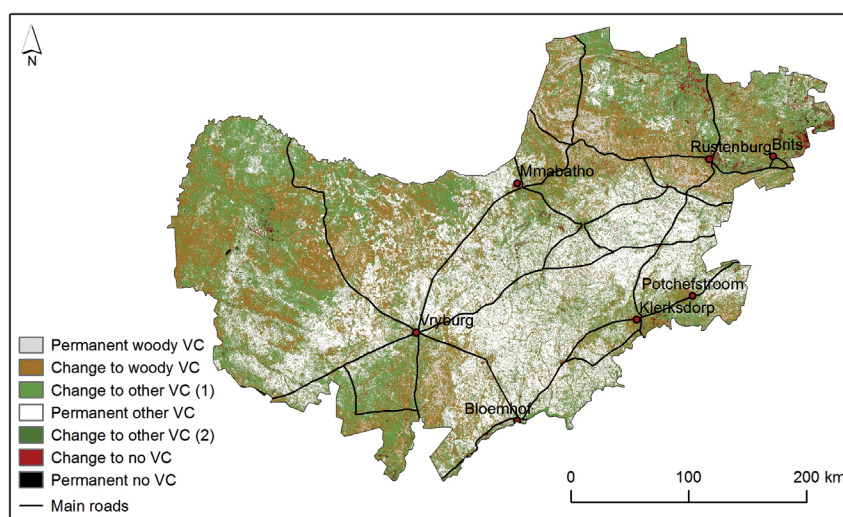 N
Rustenburg
Brits
Mmabatho
Potchefstroom
Klerksdorp
Vryburg
Bloemhof
Permanent woody VC
Change to woody VC
Change to other VC (1)
Permanent other VC
Change to other VC (2)
Change to no VC
Permanent no VC
Main roads
0 100 200 km